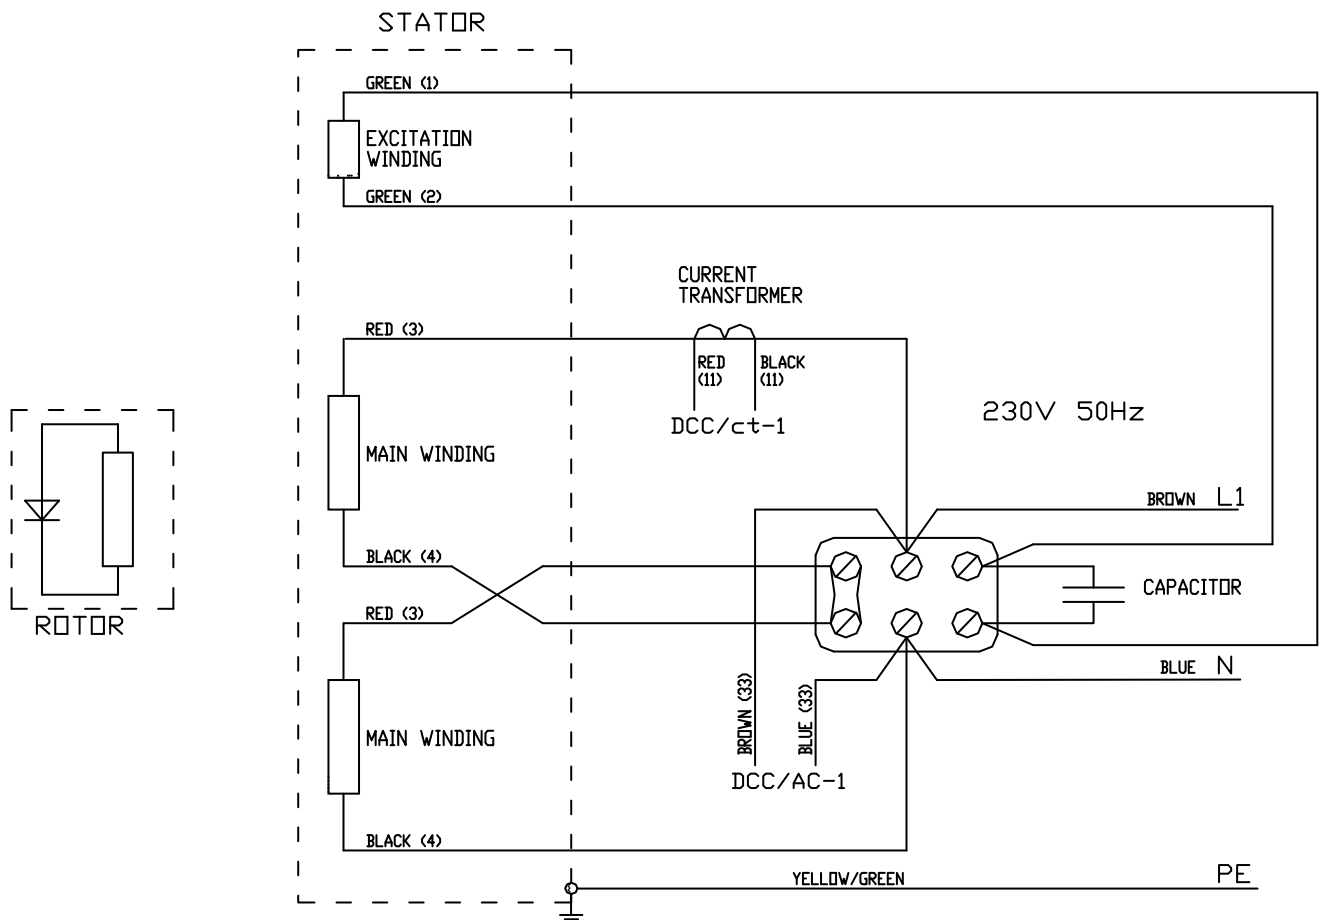 STATOR
GREEN (1)
EXCITATION
WINDING
GREEN (2)
CURRENT
TRANSFORMER
RED (3)
RED
(11)
BLACK
(11)
DCC/ct-1
230V 50Hz
MAIN WINDING
BROWN L1
BLACK (4)
CAPACITOR
RED (3)
ROTOR
BLUE N
BROWN (33)
BLUE (33)
MAIN WINDING
DCC/AC-1
BLACK (4)
YELLOW/GREEN
PE